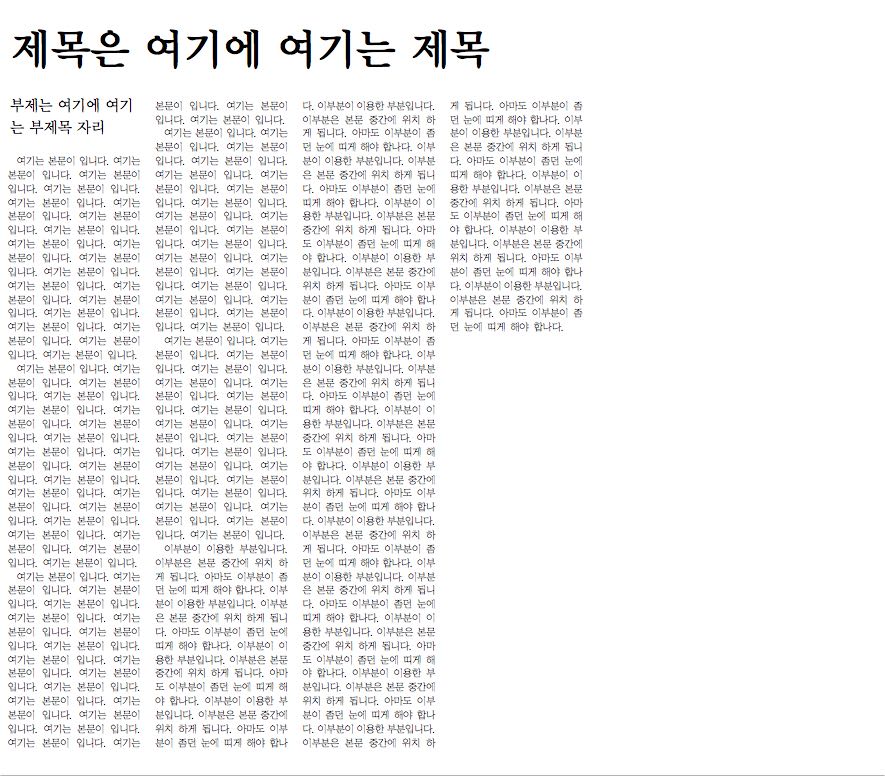 제목은 여기에 여기는 제목
부제는 여기에 여기
는 부제목 자리
여기는 본문이 입니다. 여기는
본문이 입니다. 여기는 본문이
입니다. 여기는 본문이 입니다.
여기는 본문이 입니다. 여기는
본문이 입니다. 여기는 본문이
입니다. 여기는 본문이 입니다.
여기는 본문이 입니다. 여기는
본문이 입니다. 여기는 본문이
입니다. 여기는 본문이 입니다.
여기는 본문이 입니다. 여기는
본문이 입니다. 여기는 본문이
입니다. 여기는 본문이 입니다.
여기는 본문이 입니다. 여기는
본문이 입니다. 여기는 본문이
입니다. 여기는 본문이 입니다.
여기는 본문이 입니다. 여기는
본문이 입니다. 여기는 본문이
입니다. 여기는 본문이 입니다.
여기는 본문이 입니다. 여기는
본문이 입니다. 여기는 본문이
입니다. 여기는 본문이 입니다.
여기는 본문이 입니다. 여기는
본문이 입니다. 여기는 본문이
입니다. 여기는 본문이 입니다.
여기는 본문이 입니다. 여기는
본문이 입니다. 여기는 본문이
입니다. 여기는 본문이 입니다.
여기는 본문이 입니다. 여기는
본문이 입니다. 여기는 본문이
입니다. 여기는 본문이 입니다.
여기는 본문이 입니다. 여기는
본문이 입니다. 여기는 본문이
입니다. 여기는 본문이 입니다.
여기는 본문이 입니다. 여기는
본문이 입니다. 여기는 본문이
입니다. 여기는 본문이 입니다.
여기는 본문이 입니다. 여기는
본문이 입니다. 여기는 본문이
입니다. 여기는 본문이 입니다.
여기는 본문이 입니다. 여기는
본문이 입니다. 여기는 본문이
입니다. 여기는 본문이 입니다.
여기는 본문이 입니다. 여기는
본문이 입니다. 여기는 본문이
입니다. 여기는 본문이 입니다.
여기는 본문이 입니다. 여기는
본문이 입니다. 여기는 본문이
입니다. 여기는 본문이 입니다.
여기는 본문이 입니다. 여기는
본문이 입니다. 여기는 본문이
입니다. 여기는 본문이 입니다.
여기는 본문이 입니다. 여기는
본문이 입니다. 여기는 본문이
입니다. 여기는 본문이 입니다.
여기는 본문이 입니다. 여기는
본문이 입니다. 여기는 본문이
입니다. 여기는 본문이 입니다.
여기는 본문이 입니다. 여기는
본문이 입니다. 여기는 본문이
입니다. 여기는 본문이 입니다.
여기는 본문이 입니다. 여기는
본문이 입니다. 여기는 본문이
입니다. 여기는 본문이 입니다.
여기는 본문이 입니다. 여기는
본문이 입니다. 여기는 본문이
입니다. 여기는 본문이 입니다.
여기는 본문이 입니다. 여기는
본문이 입니다. 여기는 본문이
입니다. 여기는 본문이 입니다.
여기는 본문이 입니다. 여기는
본문이 입니다. 여기는 본문이
입니다. 여기는 본문이 입니다.
여기는 본문이 입니다. 여기는
본문이 입니다. 여기는 본문이
입니다. 여기는 본문이 입니다.
이부분이 이용한 부분입니다.
이부분은 본문 중간에 위치 하
게 됩니다. 아마도 이부분이 좀
던 눈에 띠게 해야 합니다. 이부
분이 이용한 부분입니다. 이부분
은 본문 중간에 위치 하게 됩니
다. 아마도 이부분이 좀던 눈에
띠게 해야 합니다. 이부분이 이
용한 부분입니다. 이부분은 본문
중간에 위치 하게 됩니다. 아마
도 이부분이 좀던 눈에 띠게 해
야 합니다. 이부분이 이용한 부
분입니다. 이부분은 본문 중간에
위치 하게 됩니다. 아마도 이부
분이 좀던 눈에 띠게 해야 합니
다. 이부분이 이용한 부분입니다.
이부분은 본문 중간에 위치 하
게 됩니다. 아마도 이부분이 좀
던 눈에 띠게 해야 합니다. 이부
분이 이용한 부분입니다. 이부분
은 본문 중간에 위치 하게 됩니
다. 아마도 이부분이 좀던 눈에
띠게 해야 합니다. 이부분이 이
용한 부분입니다. 이부분은 본문
중간에 위치 하게 됩니다. 아마
도 이부분이 좀던 눈에 띠게 해
야 합니다. 이부분이 이용한 부
분입니다. 이부분은 본문 중간에
위치 하게 됩니다. 아마도 이부
분이 좀던 눈에 띠게 해야 합니
다. 이부분이 이용한 부분입니다.
이부분은 본문 중간에 위치 하
게 됩니다. 아마도 이부분이 좀
던 눈에 띠게 해야 합니다. 이부
분이 이용한 부분입니다. 이부분
은 본문 중간에 위치 하게 됩니
다. 아마도 이부분이 좀던 눈에
띠게 해야 합니다. 이부분이 이
용한 부분입니다. 이부분은 본문
중간에 위치 하게 됩니다. 아마
도 이부분이 좀던 눈에 띠게 해
야 합니다. 이부분이 이용한 부
분입니다. 이부분은 본문 중간에
위치 하게 됩니다. 아마도 이부
분이 좀던 눈에 띠게 해야 합니
다. 이부분이 이용한 부분입니다.
이부분은 본문 중간에 위치 하
게 됩니다. 아마도 이부분이 좀
던 눈에 띠게 해야 합니다. 이부
분이 이용한 부분입니다. 이부분
은 본문 중간에 위치 하게 됩니
다. 아마도 이부분이 좀던 눈에
띠게 해야 합니다. 이부분이 이
용한 부분입니다. 이부분은 본문
중간에 위치 하게 됩니다. 아마
도 이부분이 좀던 눈에 띠게 해
야 합니다. 이부분이 이용한 부
분입니다. 이부분은 본문 중간에
위치 하게 됩니다. 아마도 이부
분이 좀던 눈에 띠게 해야 합니
다. 이부분이 이용한 부분입니다.
이부분은 본문 중간에 위치 하
게 됩니다. 아마도 이부분이 좀
던 눈에 띠게 해야 합니다. 이부
분이 이용한 부분입니다. 이부분
은 본문 중간에 위치 하게 됩니
다. 아마도 이부분이 좀던 눈에
띠게 해야 합니다. 이부분이 이
용한 부분입니다. 이부분은 본문
중간에 위치 하게 됩니다. 아마
도 이부분이 좀던 눈에 띠게 해
야 합니다. 이부분이 이용한 부
분입니다. 이부분은 본문 중간에
위치 하게 됩니다. 아마도 이부
분이 좀던 눈에 띠게 해야 합니
다. 이부분이 이용한 부분입니다.
이부분은 본문 중간에 위치 하
게 됩니다. 아마도 이부분이 좀
던 눈에 띠게 해야 합니다.